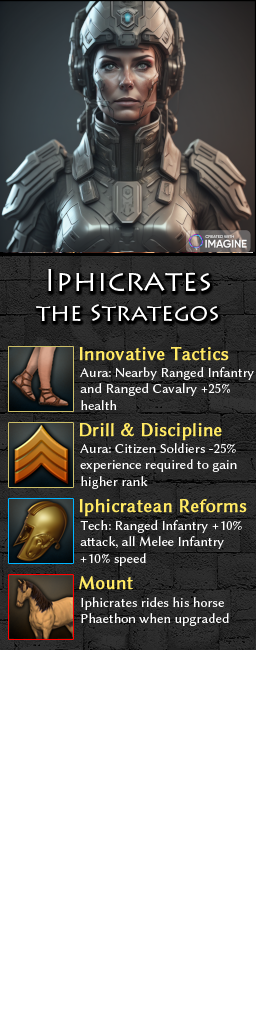 CREATED WITH
IMAGINE
Iphicrates
the Strategos
Innovative Tactics
Aura: Nearby Ranged Infantry
and Ranged Cavalry +25%
health
Drill & Discipline
Aura: Citizen Soldiers -25%
experience required to gain
higher rank
Iphicratean Reforms
Tech: Ranged Infantry +10%
attack, all Melee Infantry
+10% speed
Mount
Iphicrates rides his horse
Phaethon when upgraded